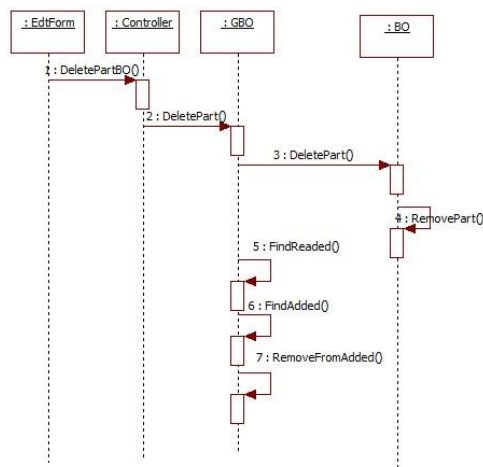 : EdtForm
: Controller
: GBO
: BO
1 : DeletePartBO()
2 : DeletePart()
3 : DeletePart()
4 : RemovePart()
5 : FindReaded()
6 : FindAdded()
7 : RemoveFromAdded()